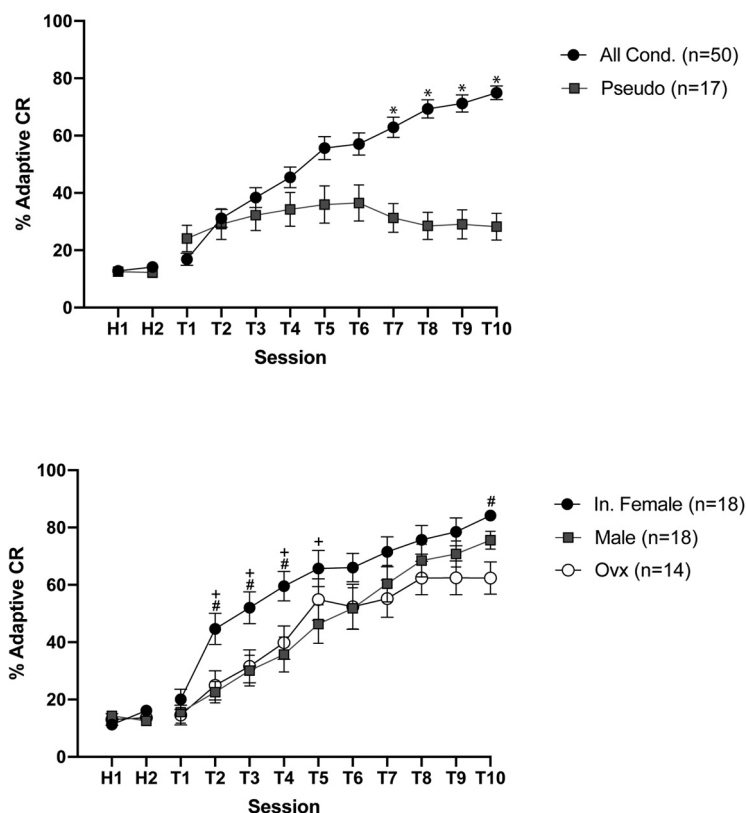 100
80
60
40
20
0
% Adaptive CR
* * * *
H1 H2 T1 T2 T3 T4 T5 T6 T7 T8 T9 T10
Session
All Cond. (n=50)
Pseudo (n=17)
100
80
60
40
20
0
% Adaptive CR
+ + + + #
# # #
H1 H2 T1 T2 T3 T4 T5 T6 T7 T8 T9 T10
Session
In. Female (n=18)
Male (n=18)
Ovx (n=14)